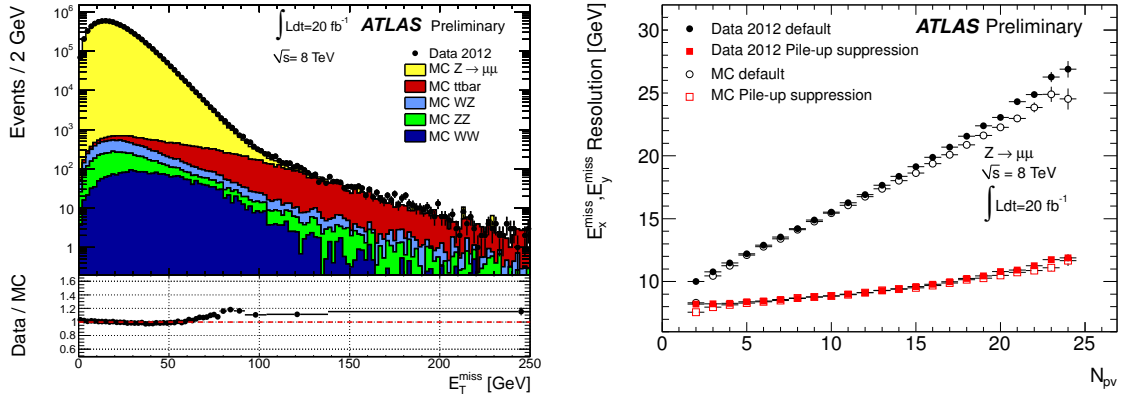 Events / 2 GeV
10^6
10^5
10^4
10^3
10^2
10
1
∫Ldt=20 fb^-1
√s= 8 TeV
ATLAS Preliminary
Data 2012
MC Z → μμ
MC ttbar
MC WZ
MC ZZ
MC WW
Data / MC
1.6
1.4
1.2
1
0.8
0.6
0 50 100 150 200 250
E_T^miss [GeV]
E_x^miss,E_y^miss Resolution [GeV]
30
25
20
15
10
Data 2012 default
Data 2012 Pile-up suppression
MC default
MC Pile-up suppression
ATLAS Preliminary
Z → μμ
√s = 8 TeV
∫Ldt=20 fb^-1
0 5 10 15 20 25
N_pv